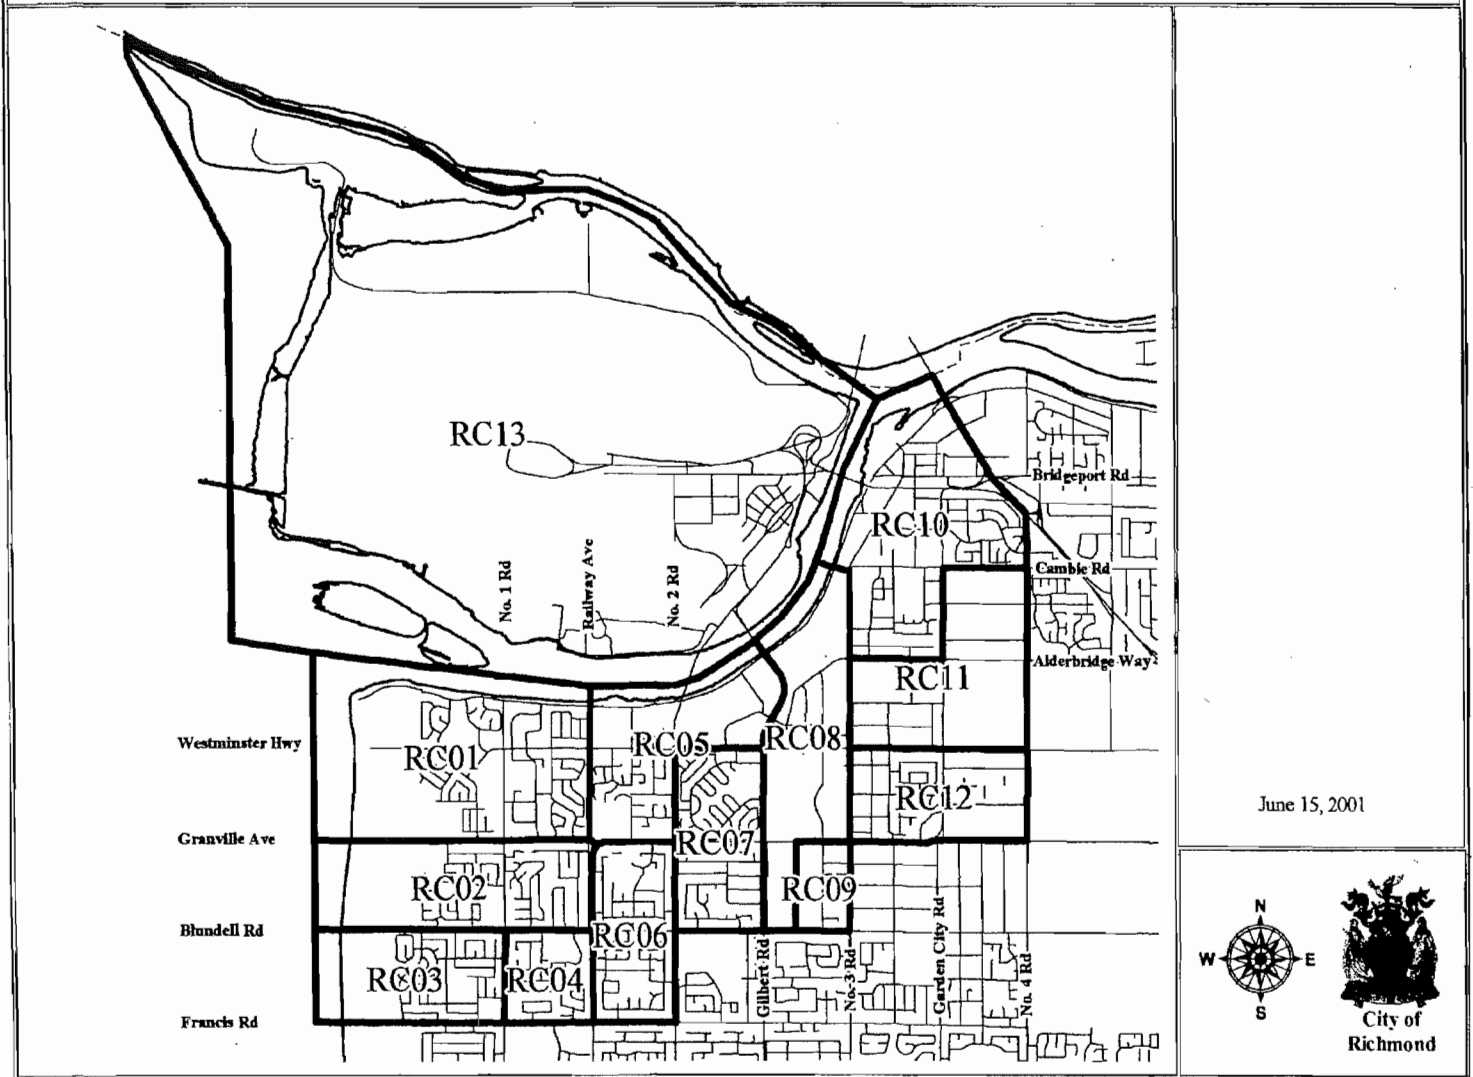 RC13
Bridgeport Rd
RC10
No. 1 Rd
Railway Ave
No. 2 Rd
Cambie Rd
Alderbridge Way
RC11
Westminster Hwy
RC01
RC05
RC08
RC12
June 15, 2001
Granville Ave
RC07
RC02
RC09
Blundell Rd
RC06
Gilbert Rd
No. 3 Rd
Garden City Rd
No. 4 Rd
RC03
RC04
Francis Rd
N
W
E
S
City of
Richmond